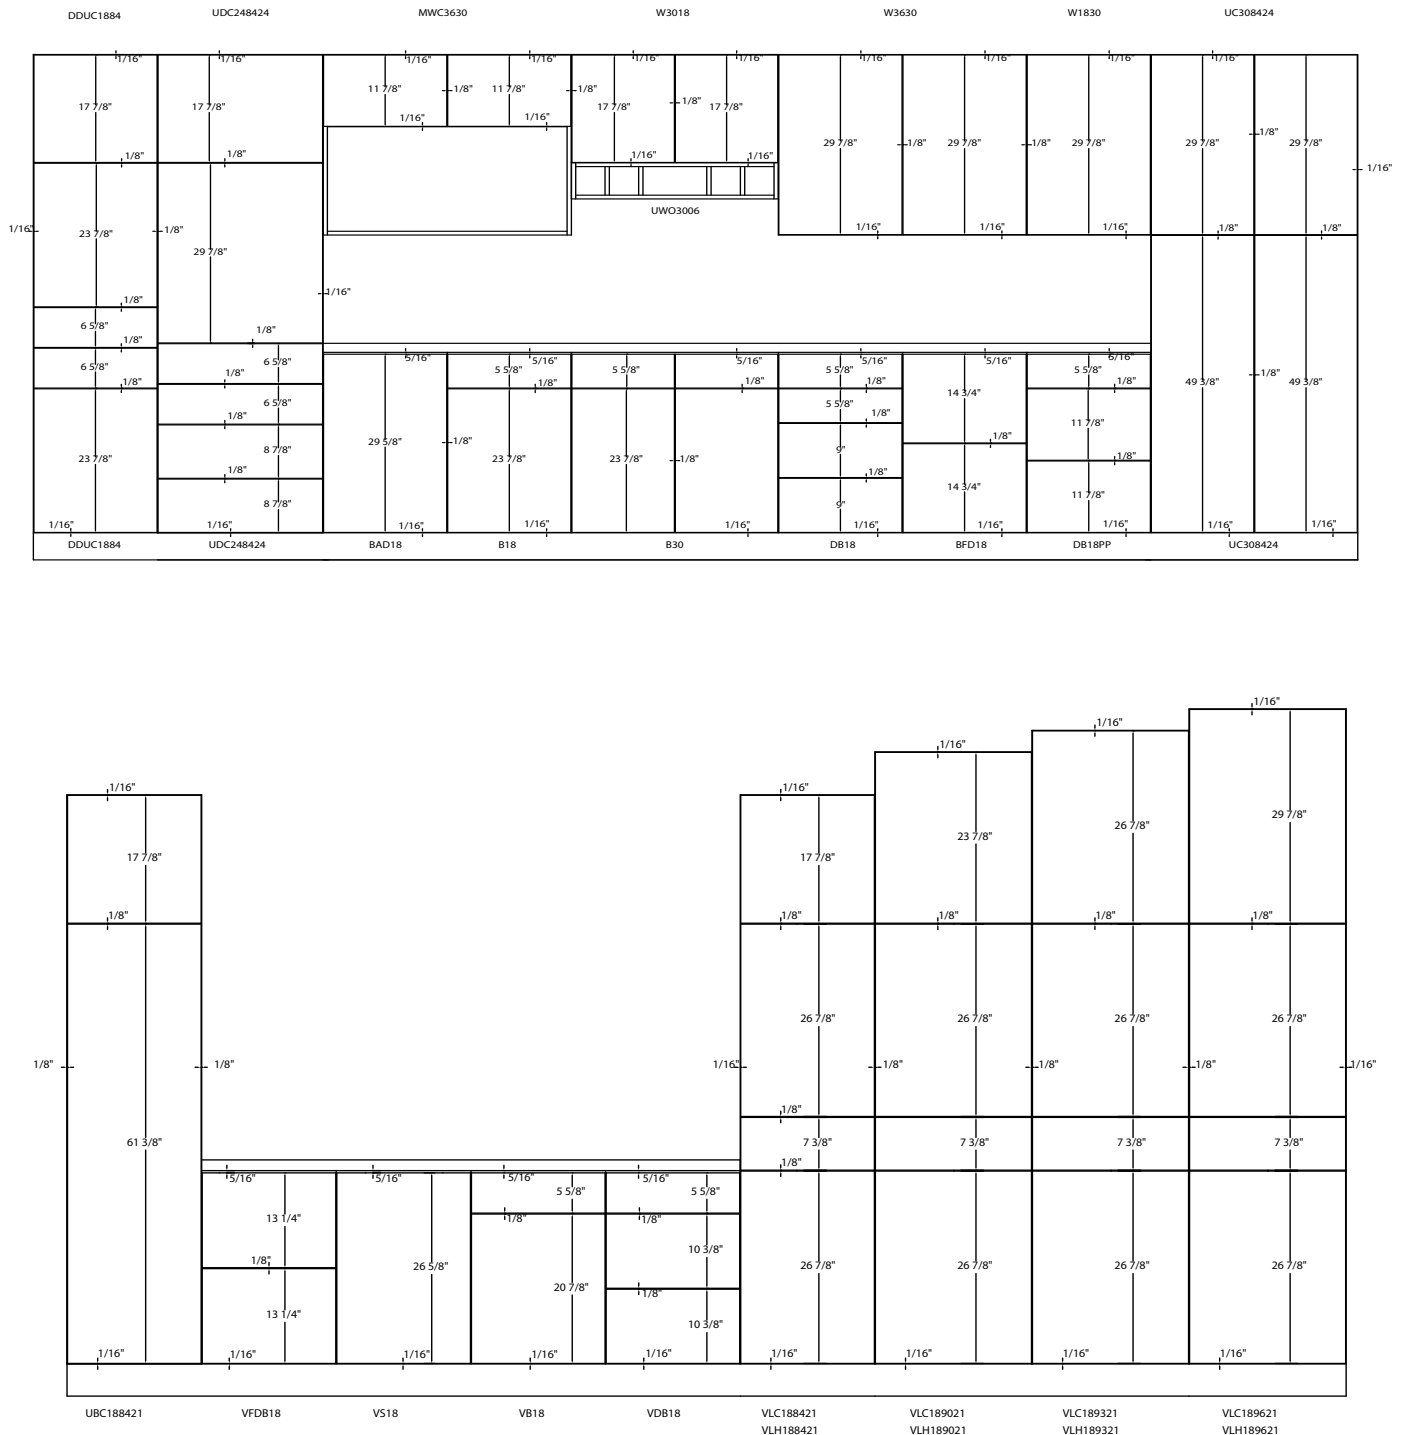 DDUC1884 UDC248424 MWC3630 W3018 W3630 W1830 UC308424
1/16" 1/16" 1/16" 1/16" 1/16" 1/16" 1/16" 1/16" 1/16" 1/16"
11 7/8" 1/8" 11 7/8" 1/8"
17 7/8" 17 7/8" 17 7/8" 1/8" 17 7/8"
1/16" 1/16"
1/8"
29 7/8" 1/8" 29 7/8" 1/8" 29 7/8" 29 7/8" 29 7/8"
1/8" 1/8" 1/16" 1/16"
1/16"
UWO3006
1/16" 23 7/8" 1/8" 1/16" 1/16" 1/16" 1/8" 1/8"
29 7/8"
1/16"
1/8"
6 5/8" 1/8"
1/8" 6 5/8" 5/16" 5/16" 5/16" 5/16" 5/16" 5/16"
6 5/8" 1/8" 5 5/8" 5 5/8" 5 5/8" 5 5/8" 1/8"
1/8" 1/8" 1/8" 1/8" 14 3/4" 1/8" 49 3/8" 49 3/8"
6 5/8" 5 5/8"
1/8" 1/8" 11 7/8"
29 5/8" 1/8" 1/8"
8 7/8" 9"
23 7/8" 23 7/8" 23 7/8" 1/8" 1/8"
1/8" 1/8"
14 3/4"
11 7/8"
8 7/8" 9"
1/16" 1/16" 1/16" 1/16" 1/16" 1/16" 1/16" 1/16" 1/16" 1/16"
DDUC1884 UDC248424 BAD18 B18 B30 DB18 BFD18 DB18PP UC308424
1/16"
1/16"
1/16"
1/16" 1/16"
29 7/8"
26 7/8"
23 7/8"
17 7/8" 17 7/8"
1/8" 1/8" 1/8" 1/8" 1/8"
26 7/8" 26 7/8" 26 7/8" 26 7/8"
1/8" 1/8" 1/16" 1/8" 1/8" 1/8" 1/16"
1/8"
61 3/8" 7 3/8" 7 3/8" 7 3/8" 7 3/8"
1/8"
5/16" 5/16" 5/16" 5/16"
5 5/8" 5 5/8"
13 1/4" 1/8" 1/8"
10 3/8"
1/8"
26 5/8" 26 7/8" 26 7/8" 26 7/8" 26 7/8"
20 7/8"
1/8"
13 1/4"
10 3/8"
1/16" 1/16" 1/16" 1/16" 1/16" 1/16" 1/16" 1/16" 1/16"
UBC188421 VFDB18 VS18 VB18 VDB18 VLC188421 VLC189021 VLC189321 VLC189621
VLH188421 VLH189021 VLH189321 VLH189621